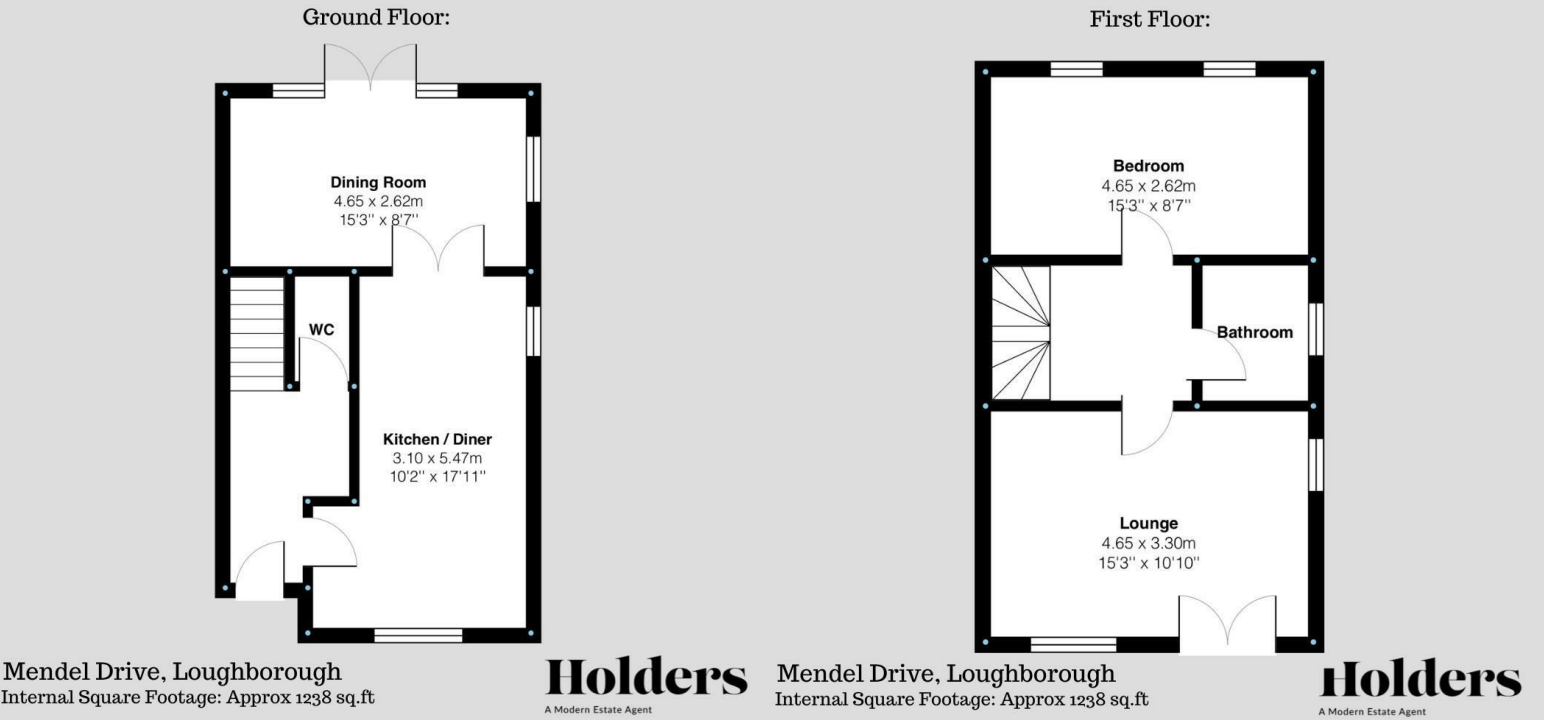 Ground Floor:
Dining Room
4.65 x 2.62m
15'3'' x 8'7''
WC
Kitchen / Diner
3.10 x 5.47m
10'2'' x 17'11''
Mendel Drive, Loughborough
Internal Square Footage: Approx 1238 sq.ft
Holders
A Modern Estate Agent
First Floor:
Bedroom
4.65 x 2.62m
15'3'' x 8'7''
Bathroom
Lounge
4.65 x 3.30m
15'3'' x 10'10''
Mendel Drive, Loughborough
Internal Square Footage: Approx 1238 sq.ft
Holders
A Modern Estate Agent